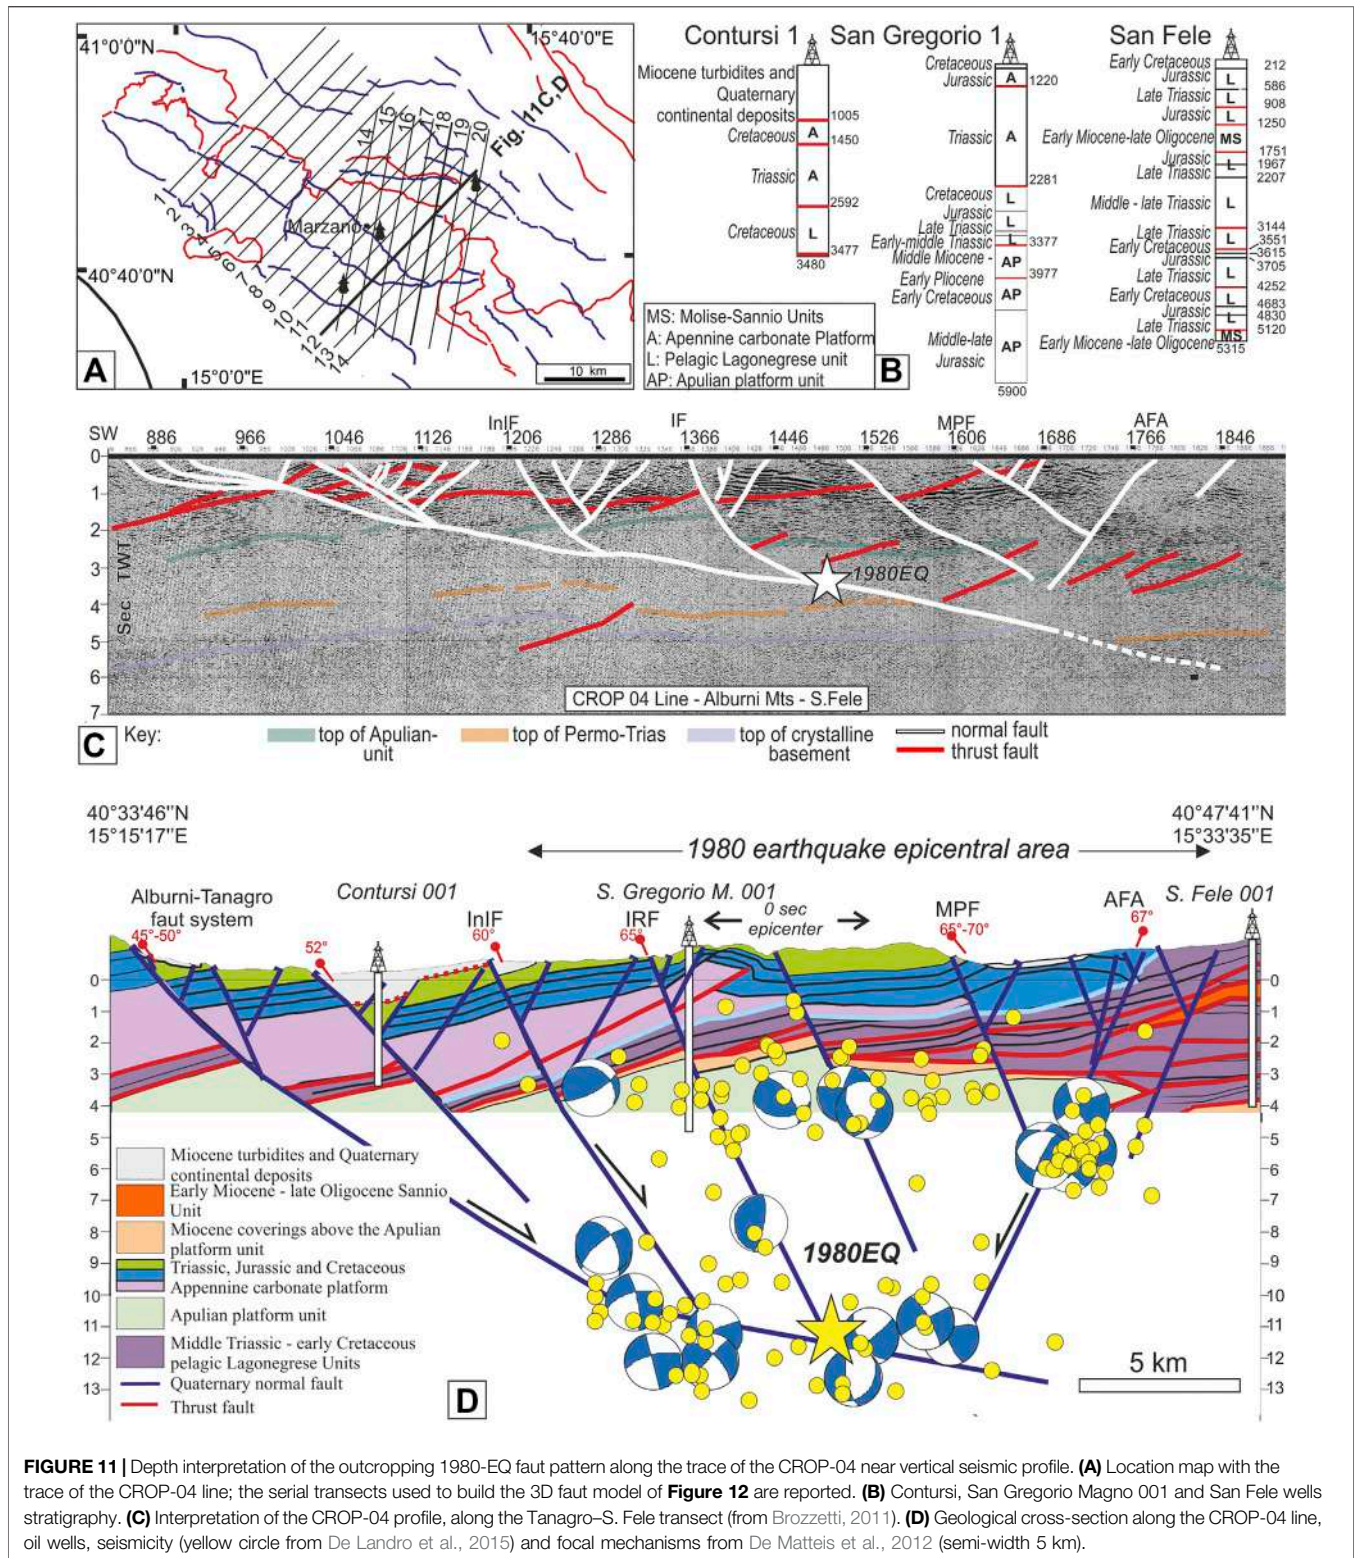 41°0'0"N
15°40'0"E
14
15
16
17
18
19
20
Fig. 11C,D
Marzano
1
2
3
4
5
6
7
7
8
9
10
11
12
13
14
40°40'0"N
15°0'0"E
10 km
A
Contursi 1
San Gregorio 1
San Fele
Miocene turbidites and
Quaternary
continental deposits
1005
Cretaceous
A
1450
Triassic
A
2592
Cretaceous
L
3477
3480
Cretaceous
Jurassic
A
1220
Triassic
A
2281
Cretaceous
L
Jurassic
L
Late Triassic
Early-middle Triassic
L
3377
Middle Miocene -
AP
Early Pliocene
3977
Early Cretaceous
AP
Middle-late
AP
Jurassic
5900
Early Cretaceous
212
Jurassic
L
586
Late Triassic
L
908
Jurassic
L
1250
Early Miocene-late Oligocene
MS
1751
Jurassic
L
1967
Late Triassic
2207
Middle - late Triassic
L
3144
Late Triassic
L
3551
Early Cretaceous
3615
Jurassic
3705
Late Triassic
L
4252
Early Cretaceous
L
4683
Jurassic
4830
L
Late Triassic
5120
MS
Early Miocene -late Oligocene
5315
MS: Molise-Sannio Units
A: Apennine carbonate Platform
L: Pelagic Lagonegrese unit
AP: Apulian platform unit
B
InIF
IF
MPF
AFA
SW
886
966
1046
1126
1206
1286
1366
1446
1526
1606
1686
1766
1846
0
1
2
3
4
5
6
7
Sec TWT
1980EQ
CROP 04 Line - Alburni Mts - S.Fele
C
Key:
top of Apulian-
unit
top of Permo-Trias
top of crystalline
basement
normal fault
thrust fault
40°33'46"N
15°15'17"E
40°47'41"N
15°33'35"E
1980 earthquake epicentral area
Alburni-Tanagro
faut system
45°-50°
Contursi 001
52°
InIF
60°
S. Gregorio M. 001
IRF
65°
0 sec
epicenter
MPF
65°-70°
AFA
67°
S. Fele 001
0
1
2
3
4
5
6
7
8
9
10
11
12
13
0
1
2
3
4
5
6
7
8
9
10
11
12
13
1980EQ
5 km
Miocene turbidites and Quaternary
continental deposits
Early Miocene - late Oligocene Sannio
Unit
Miocene coverings above the Apulian
platform unit
Triassic, Jurassic and Cretaceous
Appennine carbonate platform
Apulian platform unit
Middle Triassic - early Cretaceous
pelagic Lagonegrese Units
Quaternary normal fault
Thrust fault
D
FIGURE 11 | Depth interpretation of the outcropping 1980-EQ faut pattern along the trace of the CROP-04 near vertical seismic profile. (A) Location map with the
trace of the CROP-04 line; the serial transects used to build the 3D faut model of Figure 12 are reported. (B) Contursi, San Gregorio Magno 001 and San Fele wells
stratigraphy. (C) Interpretation of the CROP-04 profile, along the Tanagro–S. Fele transect (from Brozzetti, 2011). (D) Geological cross-section along the CROP-04 line,
oil wells, seismicity (yellow circle from De Landro et al., 2015) and focal mechanisms from De Matteis et al., 2012 (semi-width 5 km).